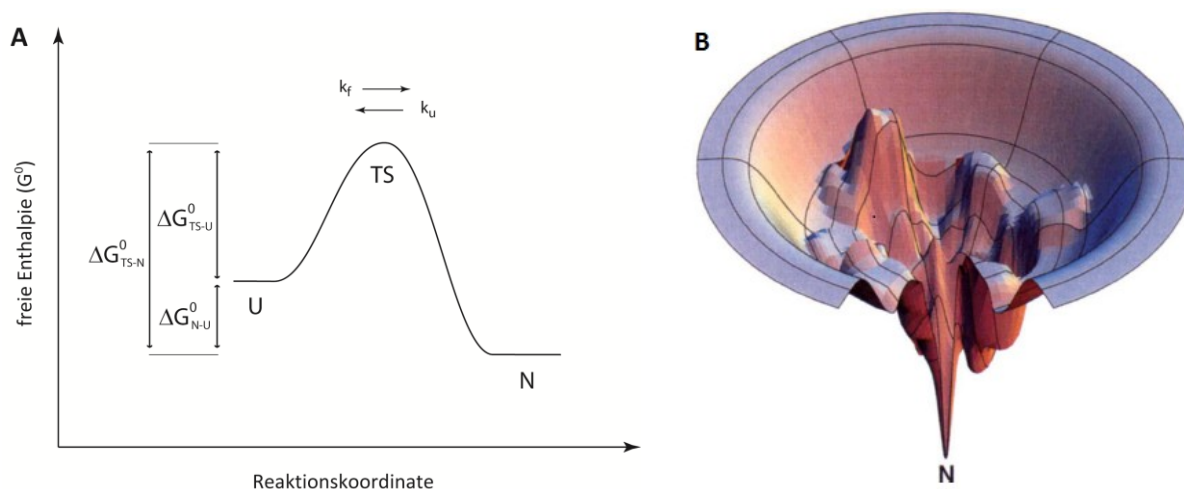 A
B
freie Enthalpie (G⁰)
k_f
k_u
TS
ΔG⁰_TS-U
ΔG⁰_TS-N
U
ΔG⁰_N-U
N
Reaktionskoordinate
N